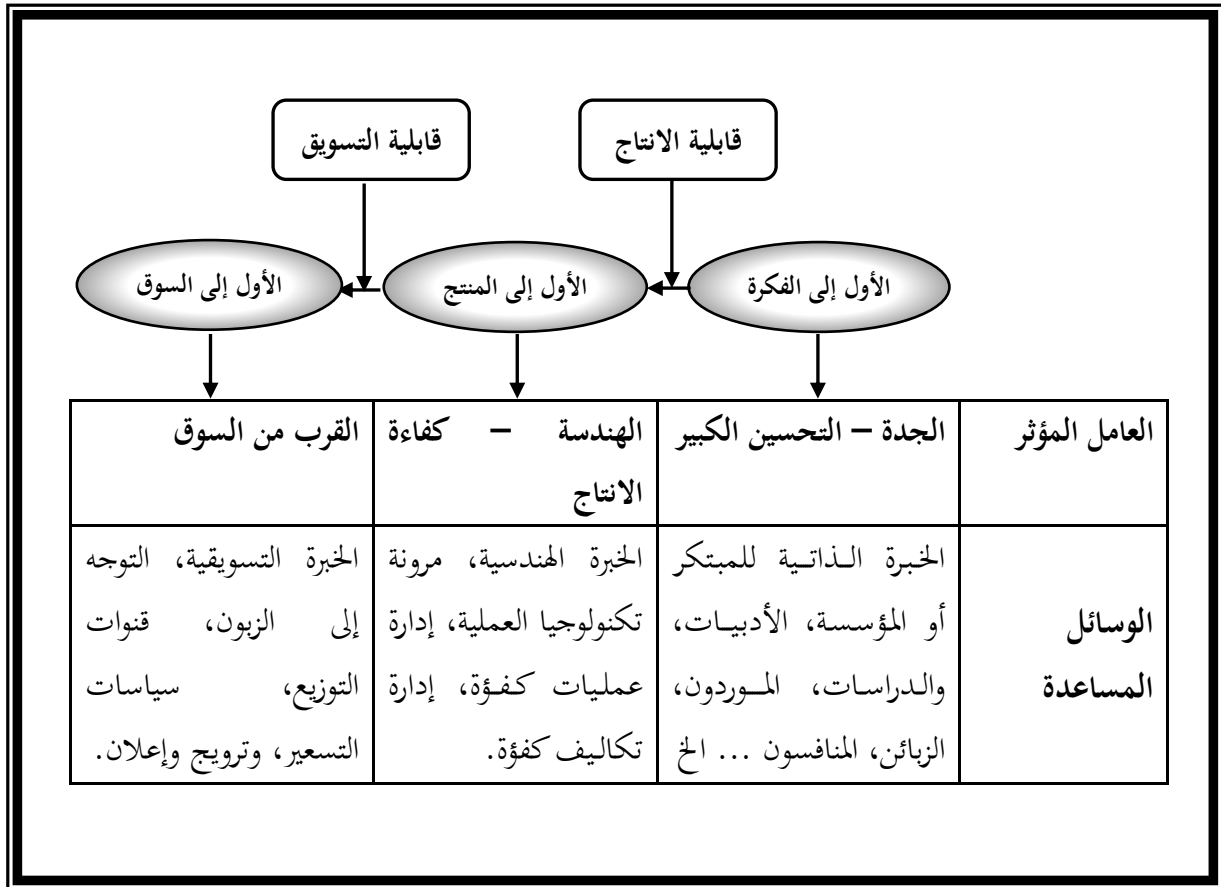 قابلية الانتاج
قابلية التسويق
الأول إلى الفكرة
الأول إلى المنتج
الأول إلى السوق
العامل المؤثر
الجدة – التحسين الكبير
الهندسة – كفاءة
الانتاج
القرب من السوق
الوسائل
المساعدة
الخبرة الذاتية للمبتكر
أو المؤسسة، الأدبيات،
والدراسات، الموردون،
الزبائن، المنافسون ... الخ
الخبرة الهندسية، مرونة
تكنولوجيا العملية، إدارة
عمليات كفؤة، إدارة
تكاليف كفؤة.
الخبرة التسويقية، التوجه
إلى الزبون، قنوات
التوزيع، سياسات
التسعير، وترويج وإعلان.